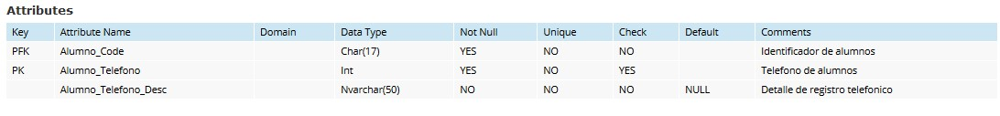 Attributes
Key Attribute Name Domain Data Type Not Null Unique Check Default Comments
PFK Alumno_Code Char(17) YES NO NO Identificador de alumnos
PK Alumno_Telefono Int YES NO YES Telefono de alumnos
Alumno_Telefono_Desc Nvarchar(50) NO NO NO NULL Detalle de registro telefonico